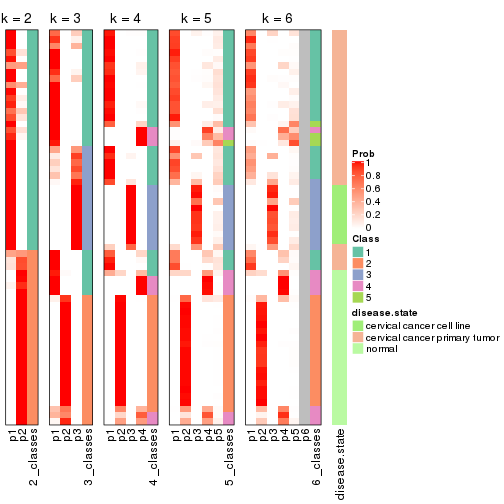 k = 2
k = 3
k = 4
k = 5
k = 6
Prob
1
0.8
0.6
0.4
0.2
0
Class
1
2
3
4
5
disease.state
cervical cancer cell line
cervical cancer primary tumor
normal
p1
p2
2_classes
p1
p2
p3
3_classes
p1
p2
p3
p4
4_classes
p1
p2
p3
p4
p5
5_classes
p1
p2
p3
p4
p5
p6
6_classes
disease.state